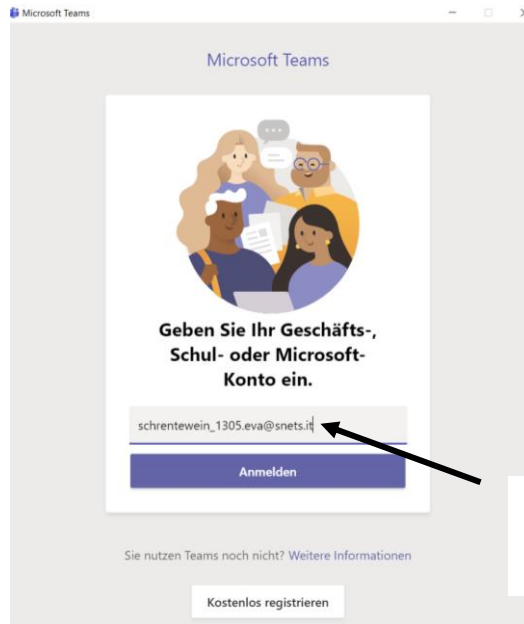 Microsoft Teams
Microsoft Teams
Geben Sie Ihr Geschäfts-,
Schul- oder Microsoft-
Konto ein.
schrentewein_1305.eva@snets.it
Anmelden
Sie nutzen Teams noch nicht? Weitere Informationen
Kostenlos registrieren